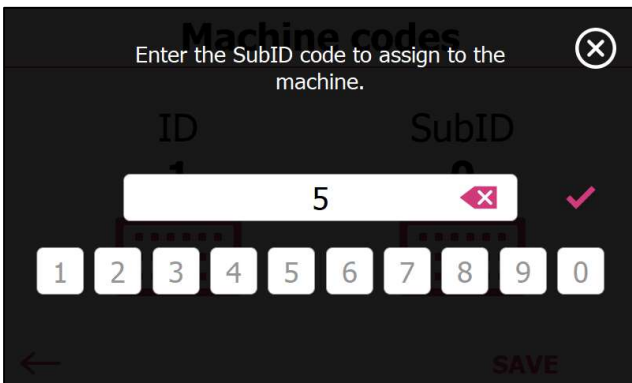 Machine codes
Enter the SubID code to assign to the
machine.
ID SubID
1 0
5
1 2 3 4 5 6 7 8 9 0
SAVE